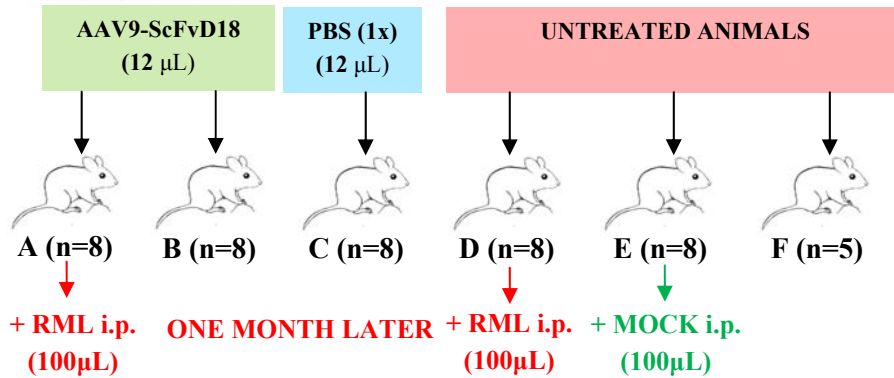 AAV9-ScFvD18
(12 μL)
PBS (1x)
(12 μL)
UNTREATED ANIMALS
A (n=8)
B (n=8)
C (n=8)
D (n=8)
E (n=8)
F (n=5)
+ RML i.p.
(100μL)
ONE MONTH LATER
+ RML i.p.
(100μL)
+ MOCK i.p.
(100μL)